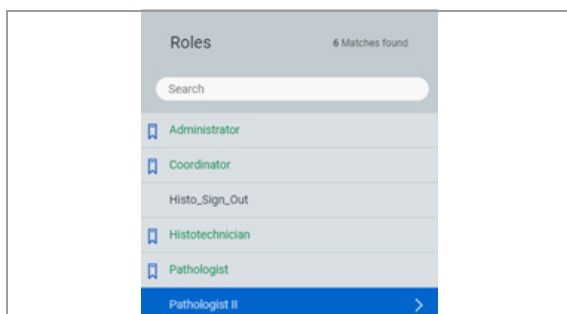 Roles
6 Matches found
Search
Administrator
Coordinator
Histo_Sign_Out
Histotechnician
Pathologist
Pathologist II